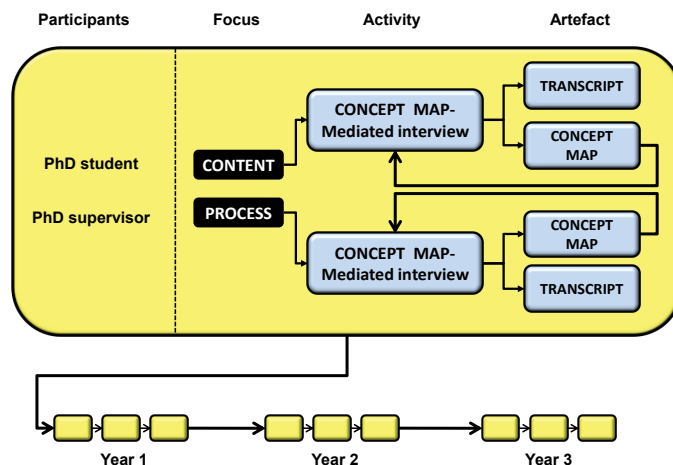 Participants Focus Activity Artefact
TRANSCRIPT
CONCEPT MAP-
Mediated interview
CONCEPT
MAP
PhD student
CONTENT
PhD supervisor
PROCESS
CONCEPT
MAP
CONCEPT MAP-
Mediated interview
TRANSCRIPT
Year 1 Year 2 Year 3